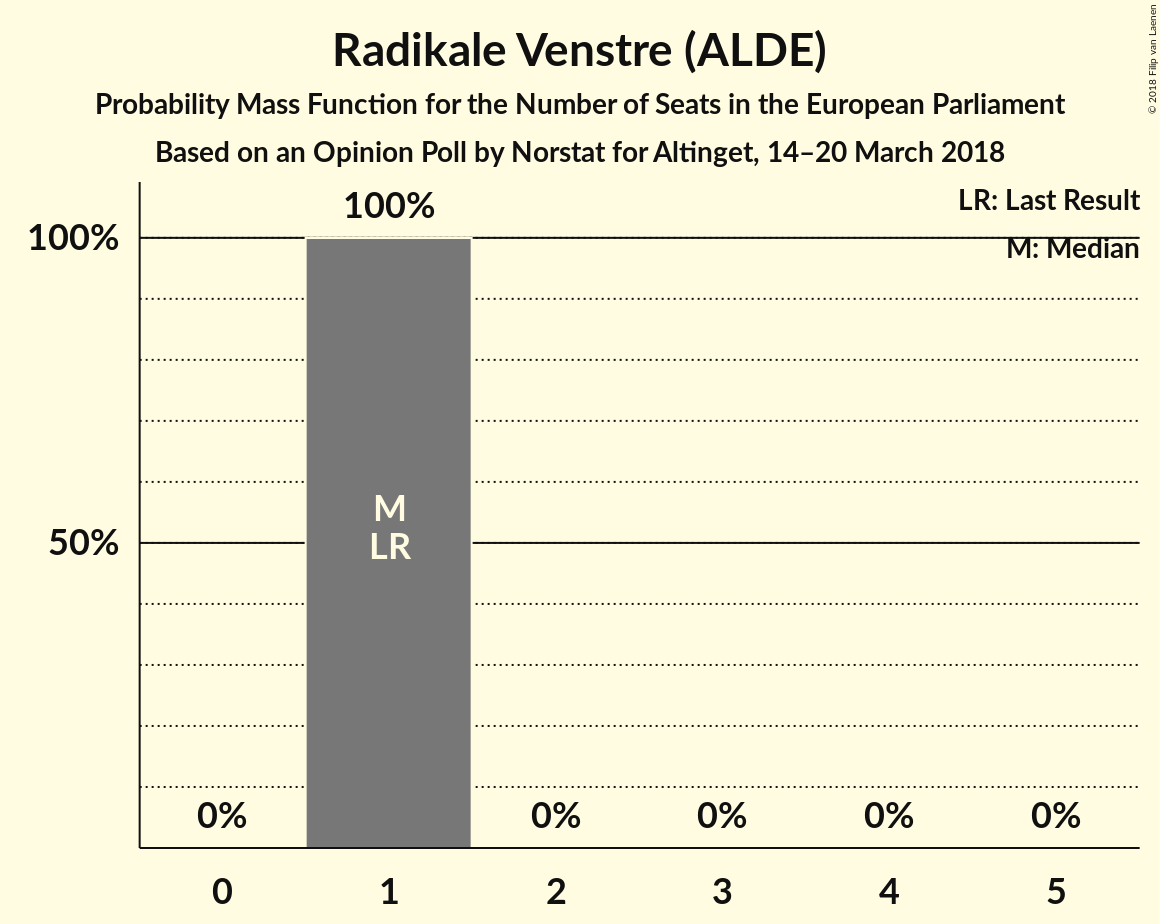 Radikale Venstre (ALDE)
Probability Mass Function for the Number of Seats in the European Parliament
Based on an Opinion Poll by Norstat for Altinget, 14–20 March 2018
© 2018 Filip van Laenen
LR: Last Result
M: Median
100%
100%
50%
M
LR
0%
0%
0%
0%
0%
0
1
2
3
4
5